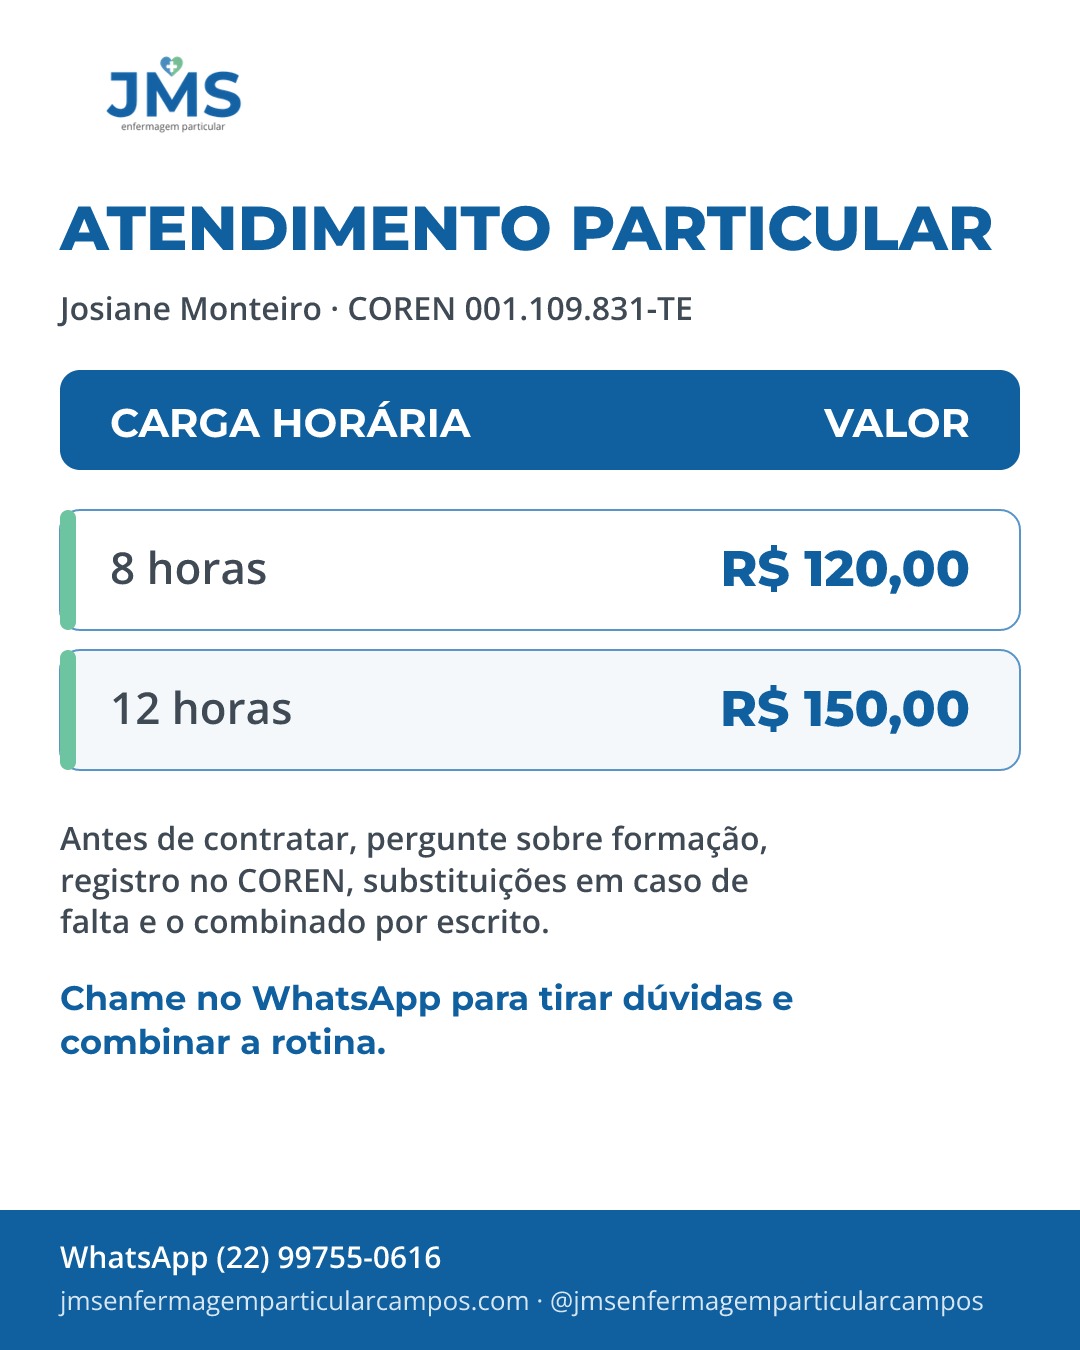 JMS
enfermagem particular
ATENDIMENTO PARTICULAR
Josiane Monteiro · COREN 001.109.831-TE
CARGA HORÁRIA VALOR
8 horas R$ 120,00
12 horas R$ 150,00
Antes de contratar, pergunte sobre formação,
registro no COREN, substituições em caso de
falta e o combinado por escrito.
Chame no WhatsApp para tirar dúvidas e
combinar a rotina.
WhatsApp (22) 99755-0616
jmsenfermagemparticularcampos.com · @jmsenfermagemparticularcampos